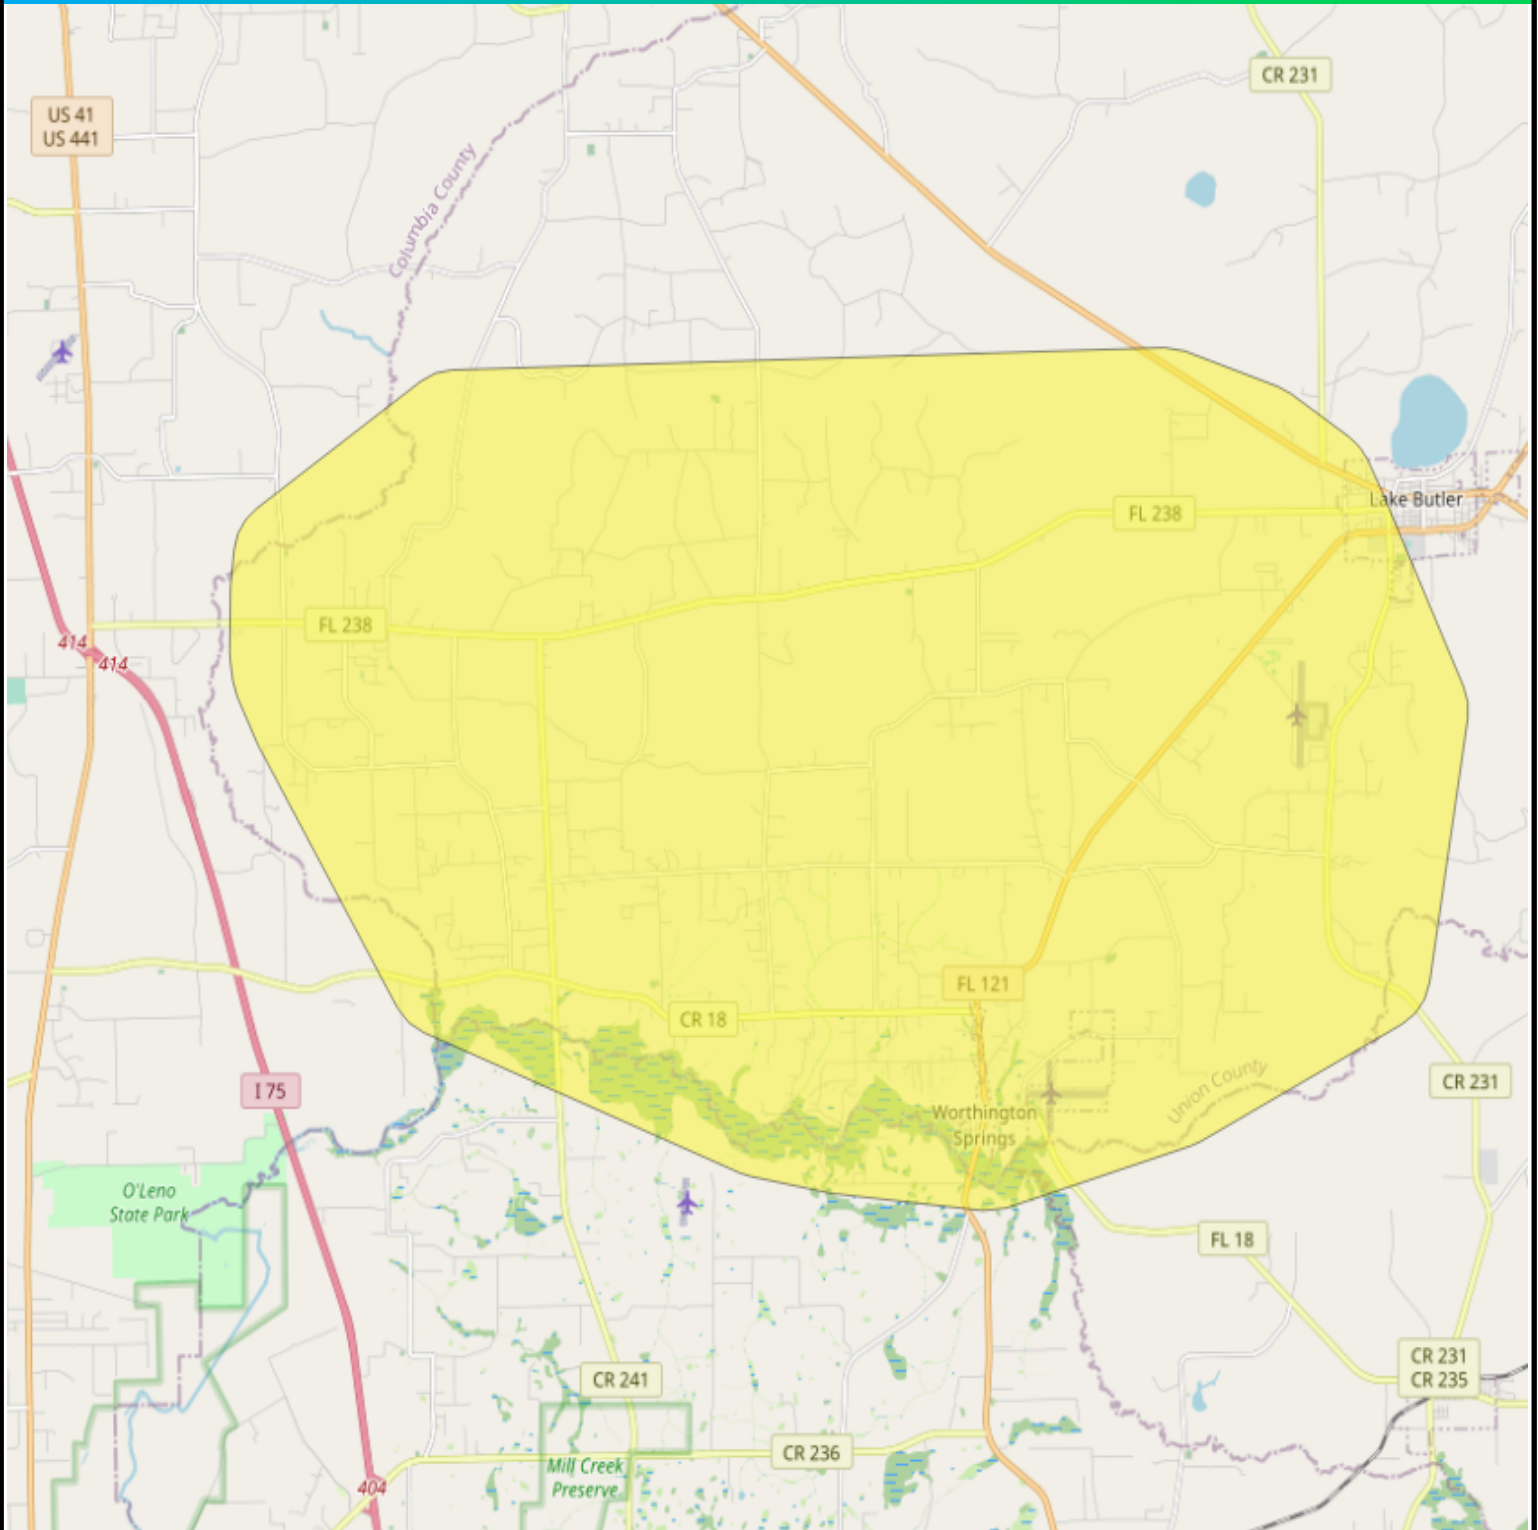 CR 231
US 41
US 441
Columbia County
Lake Butler
FL 238
FL 238
414
414
FL 121
CR 18
I 75
CR 231
Union County
Worthington
Springs
O'Leno
State Park
FL 18
CR 231
CR 235
CR 241
CR 236
Mill Creek
Preserve
404